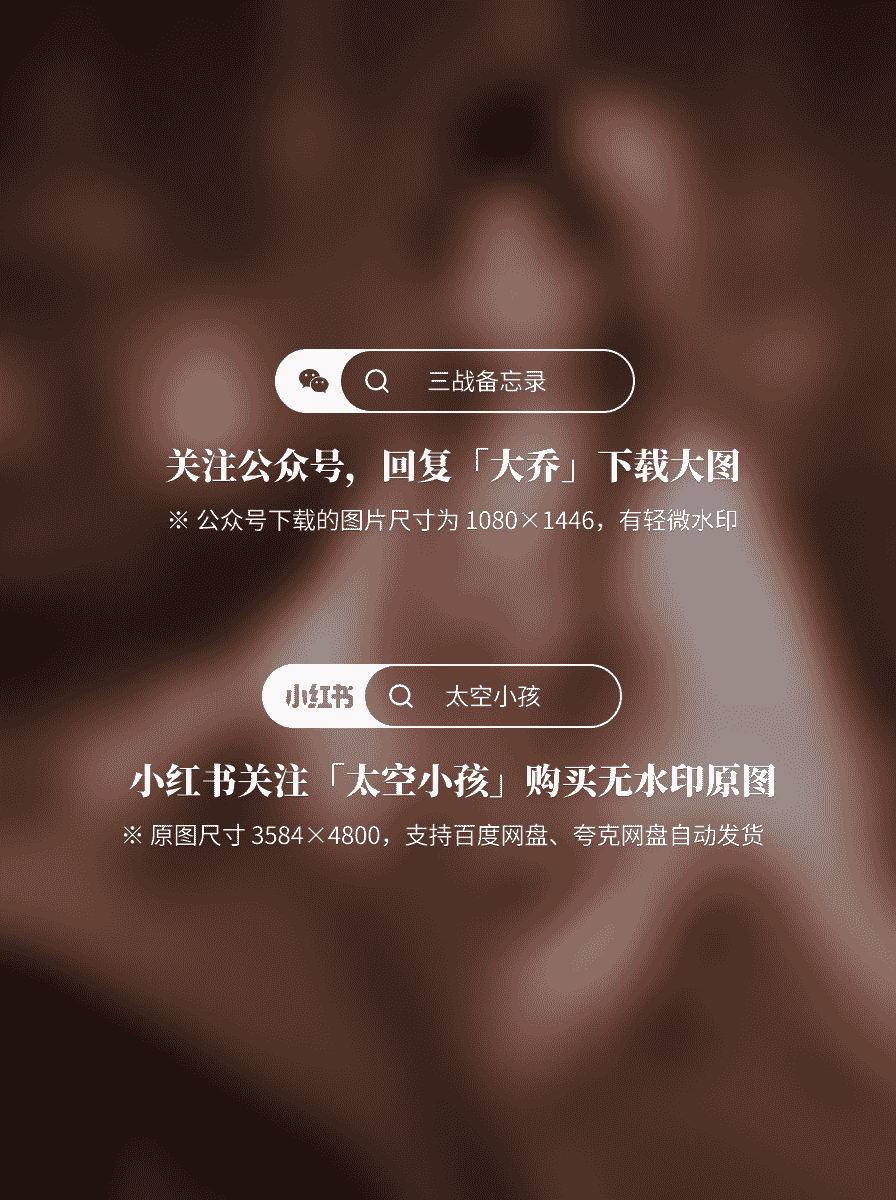 三战备忘录
关注公众号，回复「大乔」下载大图
※ 公众号下载的图片尺寸为 1080×1446，有轻微水印
小红书 太空小孩
小红书关注「太空小孩」购买无水印原图
※ 原图尺寸 3584×4800，支持百度网盘、夸克网盘自动发货